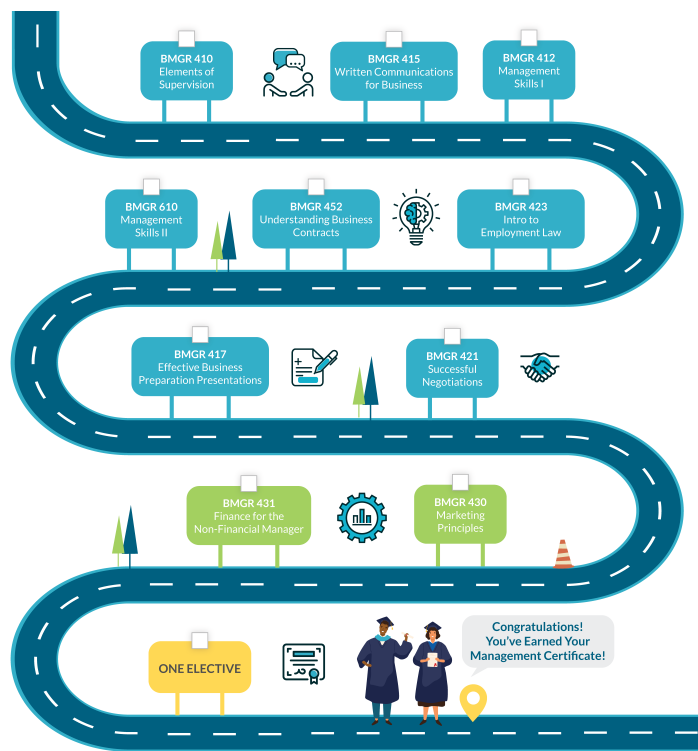 BMGR 410
Elements of
Supervision
BMGR 415
Written Communications
for Business
BMGR 412
Management
Skills I
BMGR 610
Management
Skills II
BMGR 452
Understanding Business
Contracts
BMGR 423
Intro to
Employment Law
BMGR 417
Effective Business
Preparation Presentations
BMGR 421
Successful
Negotiations
BMGR 431
Finance for the
Non-Financial Manager
BMGR 430
Marketing
Principles
ONE ELECTIVE
Congratulations!
You've Earned Your
Management Certificate!